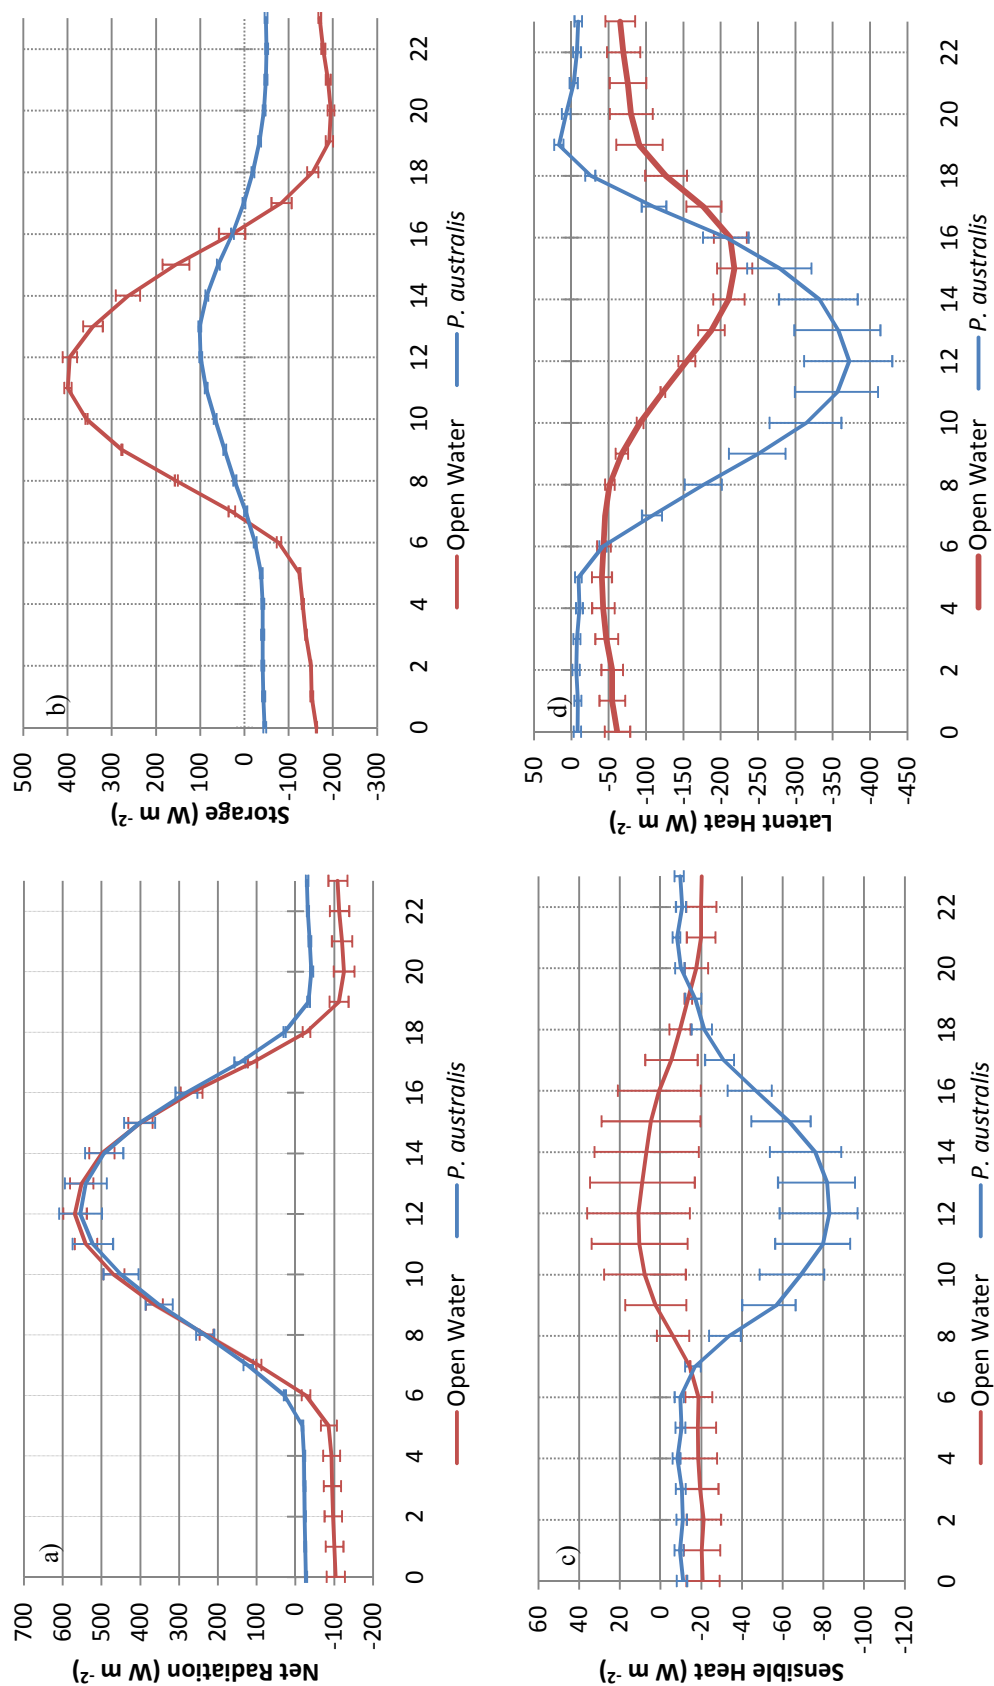 a)
Net Radiation (W m -2)
700
600
500
400
300
200
100
0
-100
-200
0 2 4 6 8 10 12 14 16 18 20 22
Open Water P. australis
b)
Storage (W m -2)
500
400
300
200
100
0
-100
-200
-300
0 2 4 6 8 10 12 14 16 18 20 22
Open Water P. australis
c)
Sensible Heat (W m -2)
60
40
20
0
-20
-40
-60
-80
-100
-120
0 2 4 6 8 10 12 14 16 18 20 22
Open Water P. australis
d)
Latent Heat (W m -2)
50
0
-50
-100
-150
-200
-250
-300
-350
-400
-450
0 2 4 6 8 10 12 14 16 18 20 22
Open Water P. australis